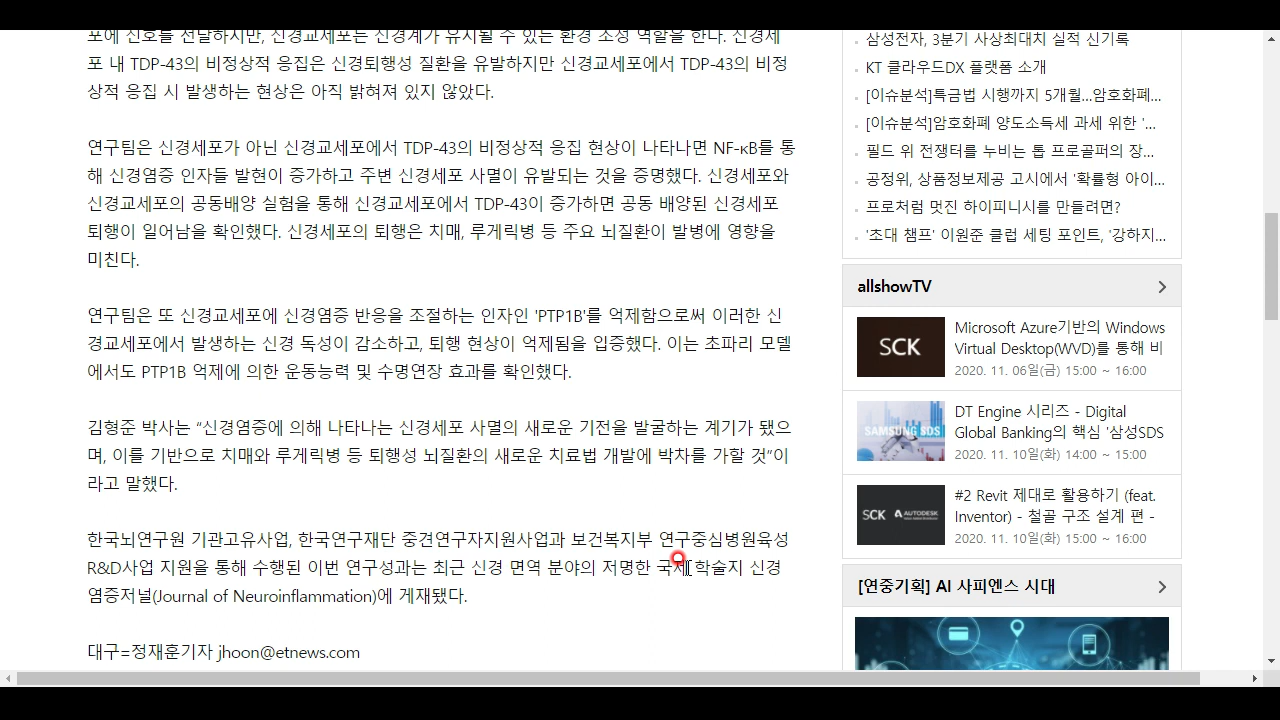 포에 신호를 전달하지만, 신경교세포는 신경계가 유지될 수 있는 환경 조성 역할을 한다. 신경세
포 내 TDP-43의 비정상적 응집은 신경퇴행성 질환을 유발하지만 신경교세포에서 TDP-43의 비정
상적 응집 시 발생하는 현상은 아직 밝혀져 있지 않았다.
연구팀은 신경세포가 아닌 신경교세포에서 TDP-43의 비정상적 응집 현상이 나타나면 NF-κB를 통
해 신경염증 인자들 발현이 증가하고 주변 신경세포 사멸이 유발되는 것을 증명했다. 신경세포와
신경교세포의 공동배양 실험을 통해 신경교세포에서 TDP-43이 증가하면 공동 배양된 신경세포
퇴행이 일어남을 확인했다. 신경세포의 퇴행은 치매, 루게릭병 등 주요 뇌질환이 발병에 영향을
미친다.
연구팀은 또 신경교세포에 신경염증 반응을 조절하는 인자인 'PTP1B'를 억제함으로써 이러한 신
경교세포에서 발생하는 신경 독성이 감소하고, 퇴행 현상이 억제됨을 입증했다. 이는 초파리 모델
에서도 PTP1B 억제에 의한 운동능력 및 수명연장 효과를 확인했다.
김형준 박사는 “신경염증에 의해 나타나는 신경세포 사멸의 새로운 기전을 발굴하는 계기가 됐으
며, 이를 기반으로 치매와 루게릭병 등 퇴행성 뇌질환의 새로운 치료법 개발에 박차를 가할 것”이
라고 말했다.
한국뇌연구원 기관고유사업, 한국연구재단 중견연구자지원사업과 보건복지부 연구중심병원육성
R&D사업 지원을 통해 수행된 이번 연구성과는 최근 신경 면역 분야의 저명한 국제 학술지 신경
염증저널(Journal of Neuroinflammation)에 게재됐다.
대구=정재훈기자 jhoon@etnews.com
삼성전자, 3분기 사상최대치 실적 신기록
KT 클라우드DX 플랫폼 소개
[이슈분석]특금법 시행까지 5개월...암호화폐...
[이슈분석]암호화폐 양도소득세 과세 위한 '...
필드 위 전쟁터를 누비는 톱 프로골퍼의 장...
공정위, 상품정보제공 고시에서 '확률형 아이...
프로처럼 멋진 하이피니시를 만들려면?
'초대 챔프' 이원준 클럽 세팅 포인트, '강하지...
allshowTV
SCK
Microsoft Azure기반의 Windows
Virtual Desktop(WVD)를 통해 비
2020. 11. 06일(금) 15:00 ~ 16:00
SAMSUNG SDS
DT Engine 시리즈 - Digital
Global Banking의 핵심 '삼성SDS
2020. 11. 10일(화) 14:00 ~ 15:00
SCK AUTODESK
#2 Revit 제대로 활용하기 (feat.
Inventor) - 철골 구조 설계 편 -
2020. 11. 10일(화) 15:00 ~ 16:00
[연중기획] AI 사피엔스 시대